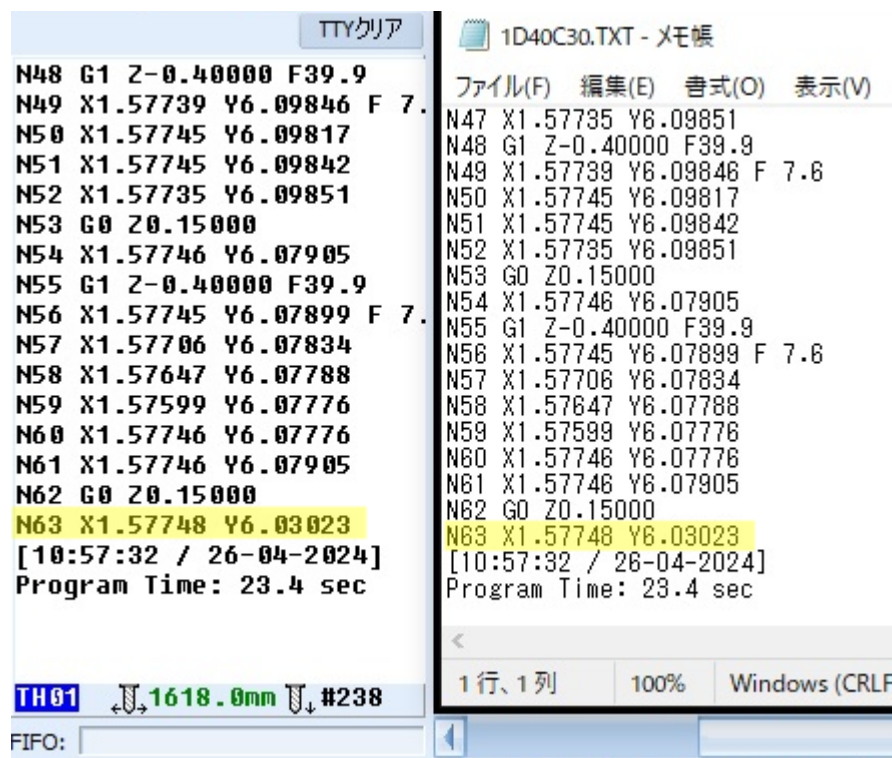 TTYクリア
N48 G1 Z-0.40000 F39.9
N49 X1.57739 Y6.09846 F 7.
N50 X1.57745 Y6.09817
N51 X1.57745 Y6.09842
N52 X1.57735 Y6.09851
N53 G0 Z0.15000
N54 X1.57746 Y6.07905
N55 G1 Z-0.40000 F39.9
N56 X1.57745 Y6.07899 F 7.
N57 X1.57706 Y6.07834
N58 X1.57647 Y6.07788
N59 X1.57599 Y6.07776
N60 X1.57746 Y6.07776
N61 X1.57746 Y6.07905
N62 G0 Z0.15000
N63 X1.57748 Y6.03023
[10:57:32 / 26-04-2024]
Program Time: 23.4 sec
TH01 1618.0mm #238
FIFO:
1D40C30.TXT - メモ帳
ファイル(F) 編集(E) 書式(O) 表示(V)
N47 X1.57735 Y6.09851
N48 G1 Z-0.40000 F39.9
N49 X1.57739 Y6.09846 F 7.6
N50 X1.57745 Y6.09817
N51 X1.57745 Y6.09842
N52 X1.57735 Y6.09851
N53 G0 Z0.15000
N54 X1.57746 Y6.07905
N55 G1 Z-0.40000 F39.9
N56 X1.57745 Y6.07899 F 7.6
N57 X1.57706 Y6.07834
N58 X1.57647 Y6.07788
N59 X1.57599 Y6.07776
N60 X1.57746 Y6.07776
N61 X1.57746 Y6.07905
N62 G0 Z0.15000
N63 X1.57748 Y6.03023
[10:57:32 / 26-04-2024]
Program Time: 23.4 sec
1 行、1 列 100% Windows (CRLF